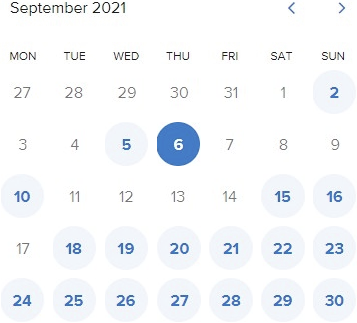 September 2021
MON TUE WED THU FRI SAT SUN
27 28 29 30 31 1 2
3 4 5 6 7 8 9
10 11 12 13 14 15 16
17 18 19 20 21 22 23
24 25 26 27 28 29 30